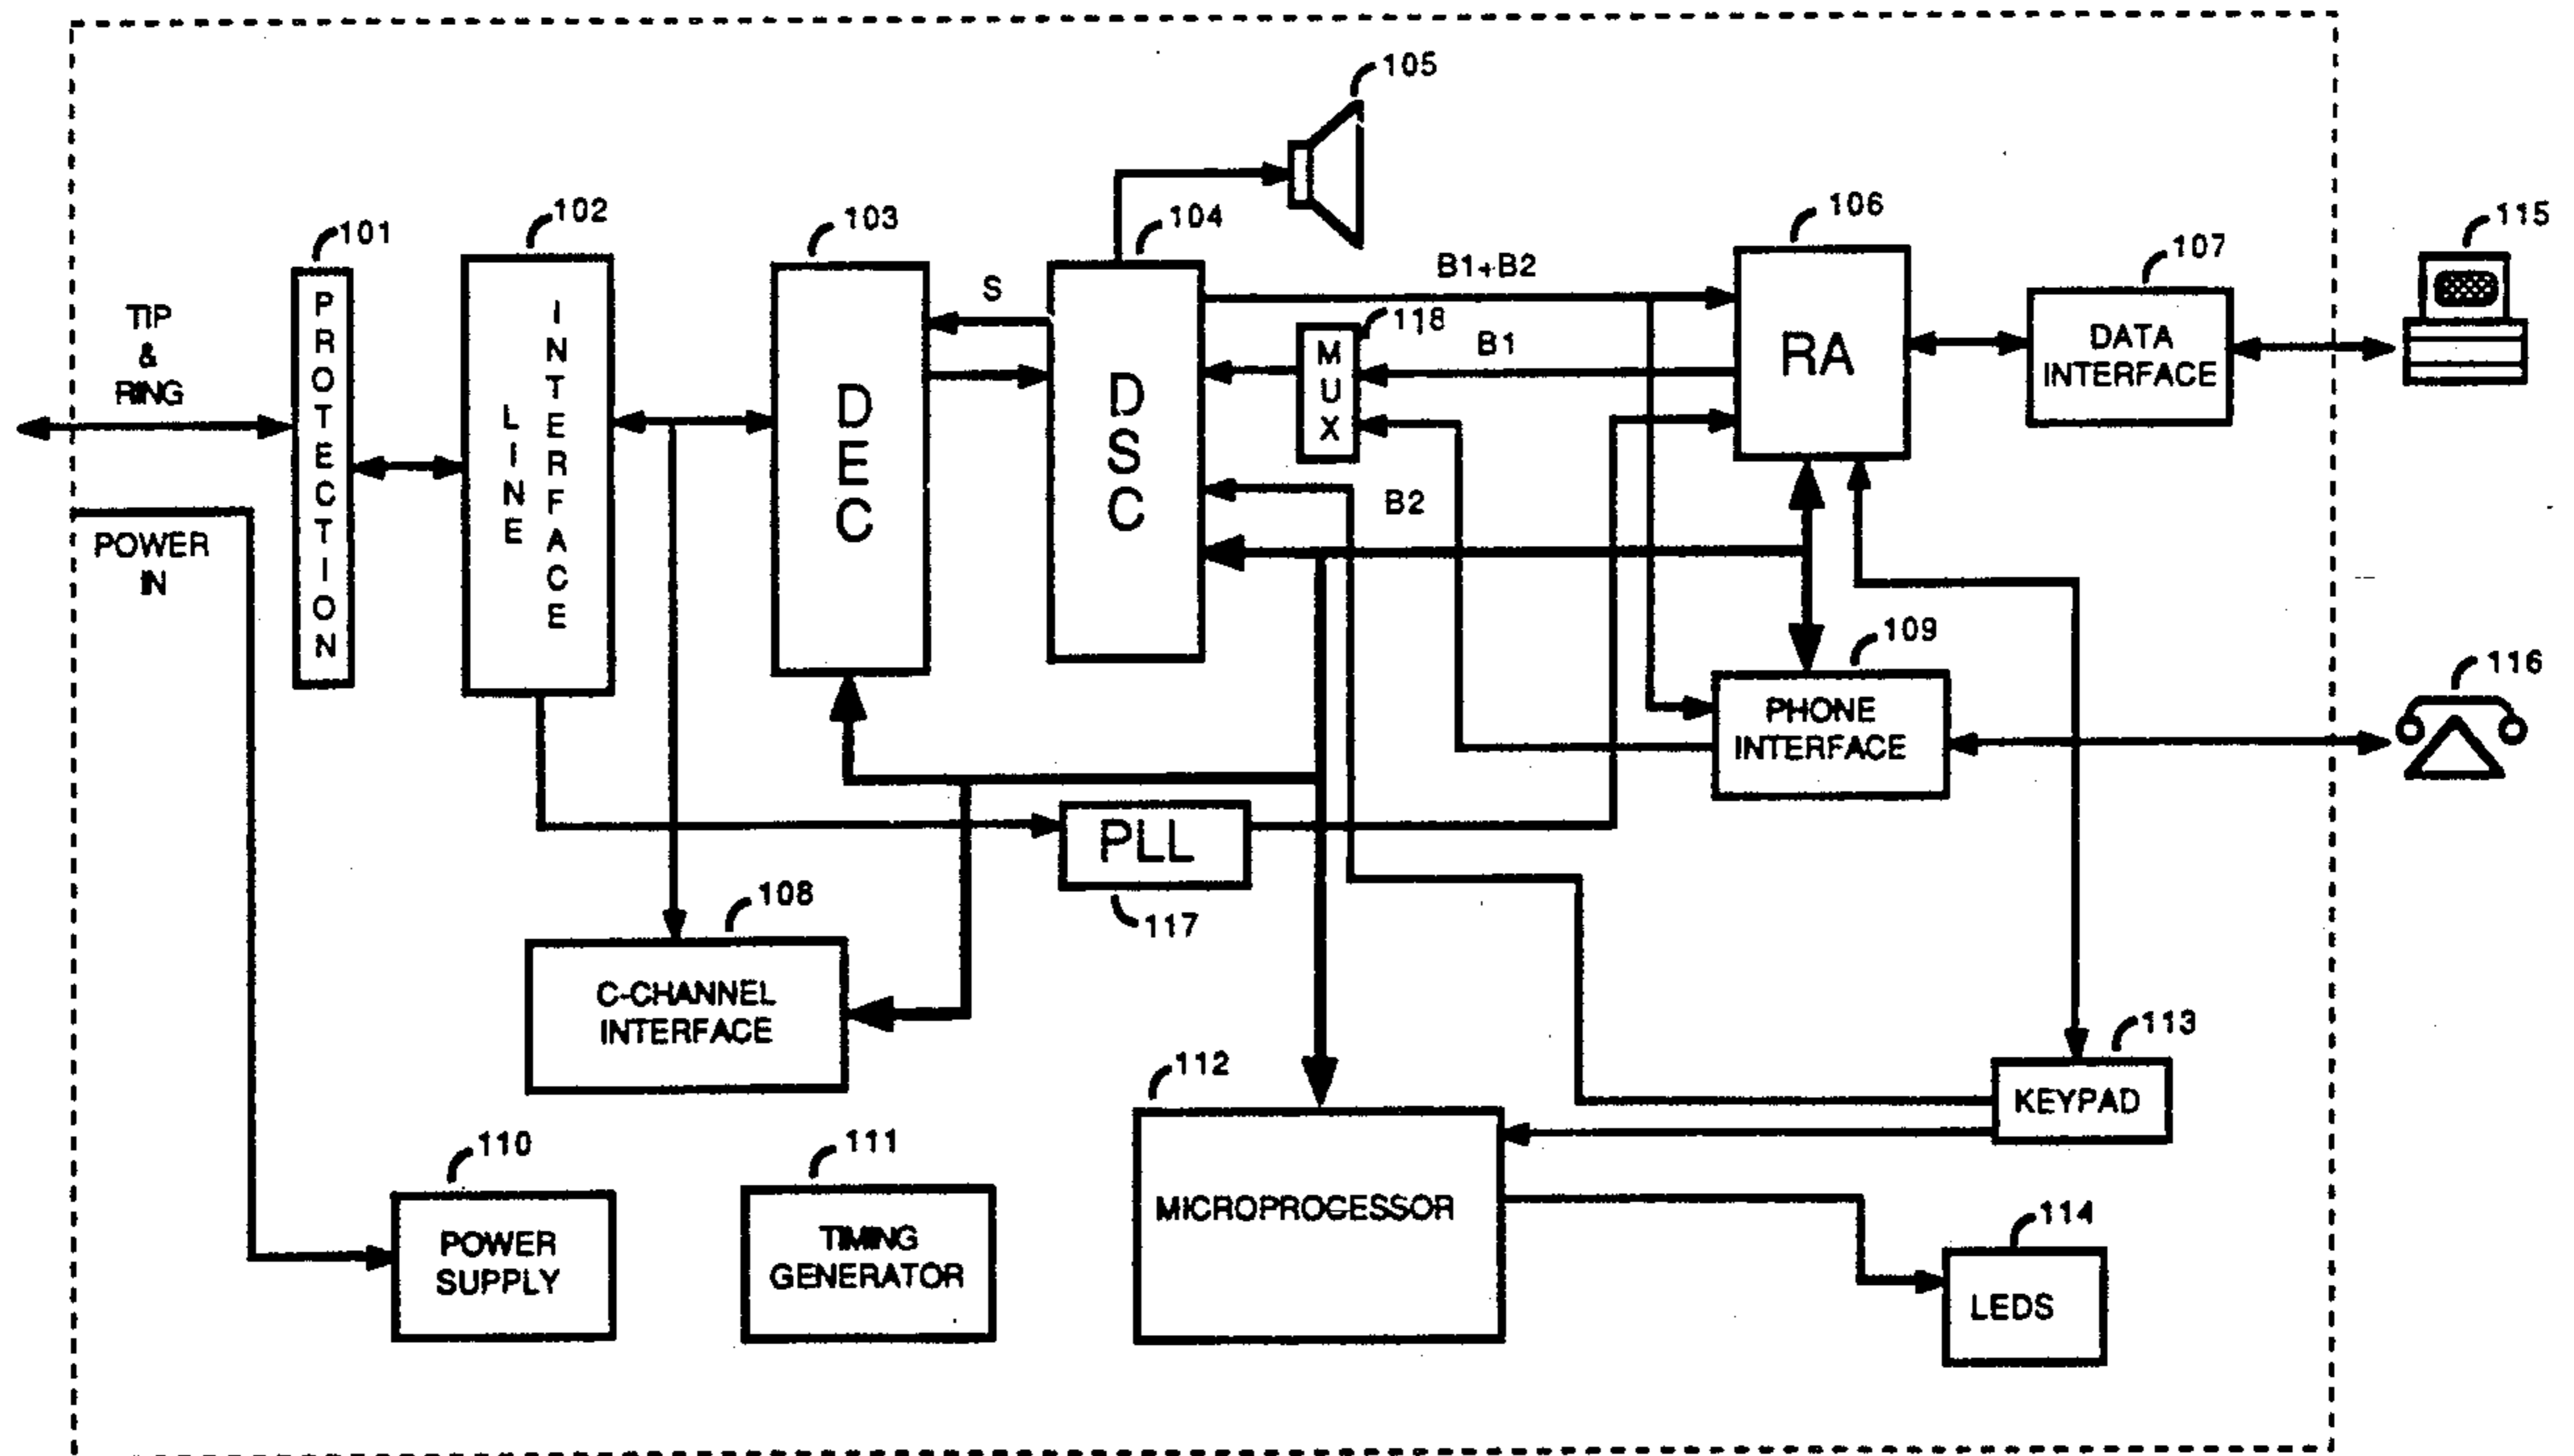 105
101
102
103
104
106
107
115
TIP
&
RING
PROTECTION
LINE
INTERFACE
DEC
S
DSC
B1+B2
118
MUX
B1
RA
DATA
INTERFACE
B2
POWER
IN
109
PHONE
INTERFACE
116
PLL
117
108
C-CHANNEL
INTERFACE
113
KEYPAD
112
MICROPROCESSOR
110
POWER
SUPPLY
111
TIMING
GENERATOR
114
LEDS